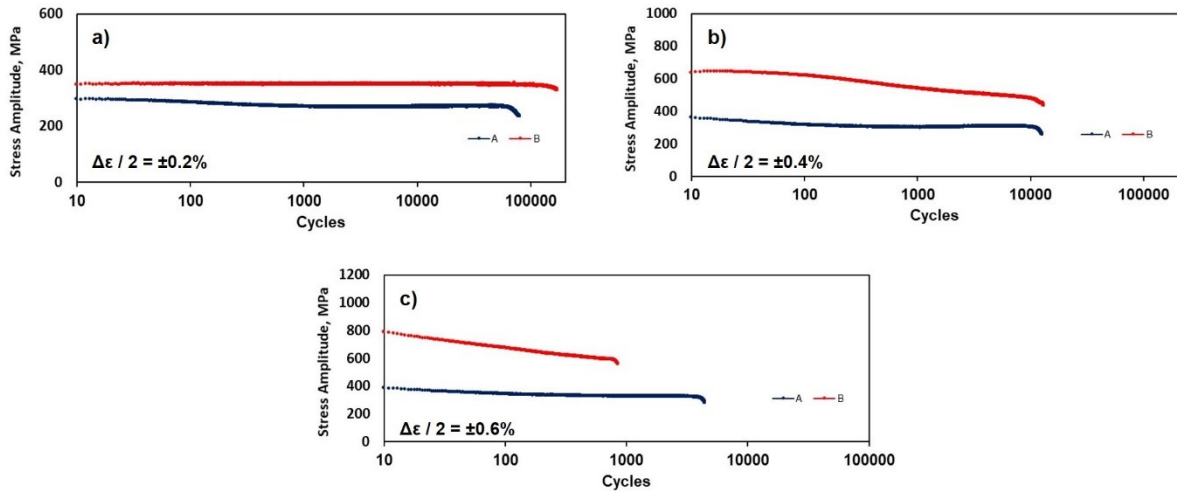 600
a)
400
200
0
Stress Amplitude, MPa
A B
Δε / 2 = ±0.2%
10 100 1000 10000 100000
Cycles
1000
b)
800
600
400
200
0
Stress Amplitude, MPa
A B
Δε / 2 = ±0.4%
10 100 1000 10000 100000
Cycles
1200
c)
1000
800
600
400
200
0
Stress Amplitude, MPa
A B
Δε / 2 = ±0.6%
10 100 1000 10000 100000
Cycles